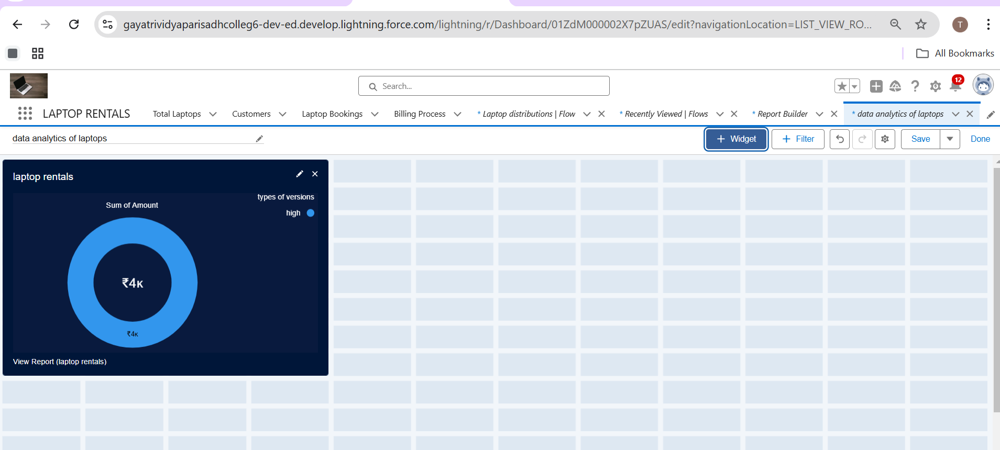 gayatrividyaparisadhcolleg6-dev-ed.develop.lightning.force.com/lightning/r/Dashboard/01ZdM000002X7pZUAS/edit?navigationLocation=LIST_VIEW_RO...
T
All Bookmarks
Search...
12
LAPTOP RENTALS
Total Laptops
Customers
Laptop Bookings
Billing Process
* Laptop distributions | Flow
* Recently Viewed | Flows
* Report Builder
* data analytics of laptops
data analytics of laptops
+ Widget
+ Filter
Save
Done
laptop rentals
types of versions
Sum of Amount
high
₹4K
₹4K
View Report (laptop rentals)